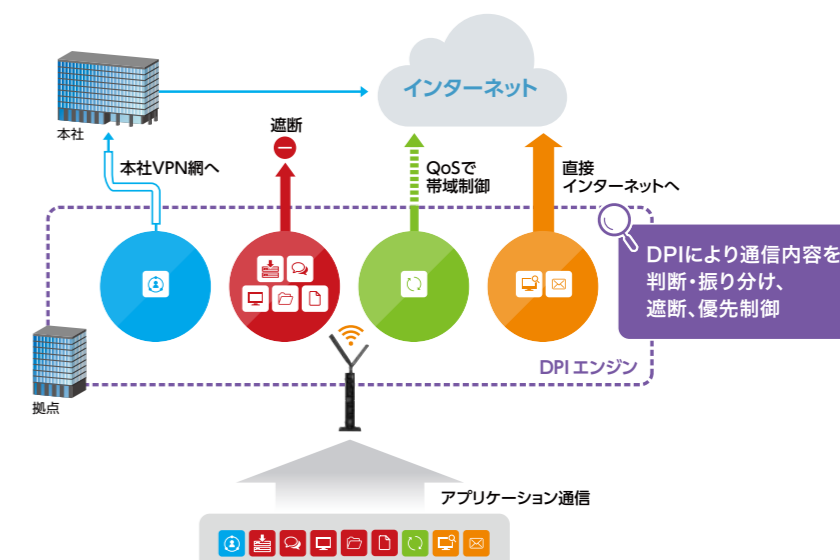 インターネット
本社
遮断
本社VPN網へ
QoSで
帯域制御
直接
インターネットへ
DPIにより通信内容を
判断・振り分け、
遮断、優先制御
DPI エンジン
拠点
アプリケーション通信